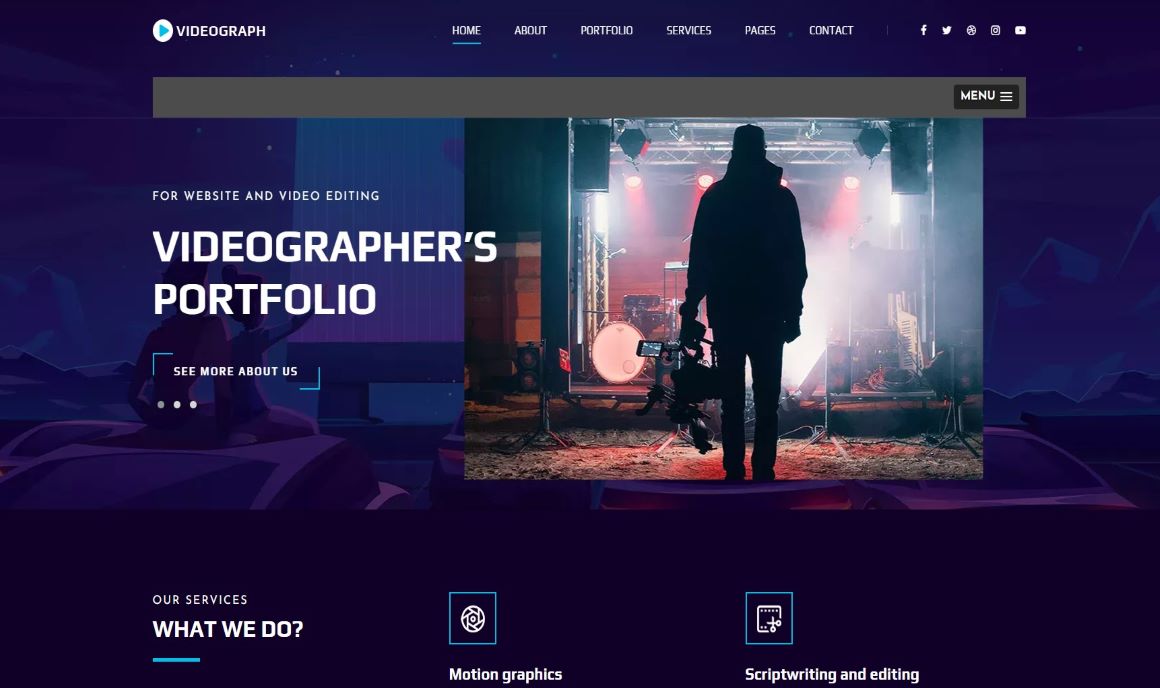 VIDEOGRAPH
HOME ABOUT PORTFOLIO SERVICES PAGES CONTACT
MENU
FOR WEBSITE AND VIDEO EDITING
VIDEOGRAPHER'S
PORTFOLIO
SEE MORE ABOUT US
OUR SERVICES
WHAT WE DO?
Motion graphics
Scriptwriting and editing